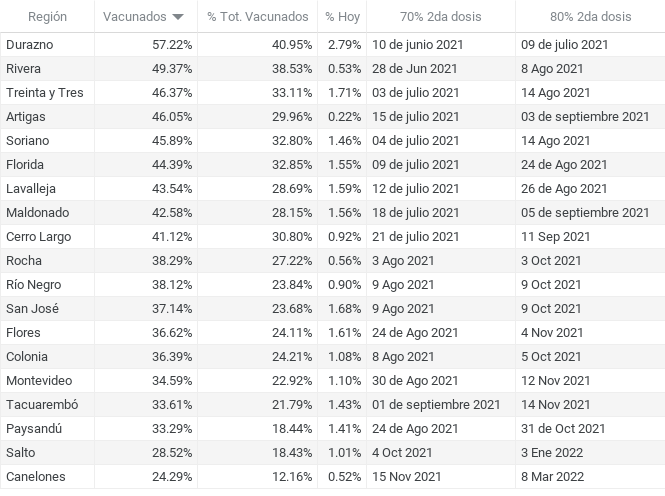 Región Vacunados % Tot. Vacunados % Hoy 70% 2da dosis 80% 2da dosis
Durazno 57.22% 40.95% 2.79% 10 de junio 2021 09 de julio 2021
Rivera 49.37% 38.53% 0.53% 28 de Jun 2021 8 Ago 2021
Treinta y Tres 46.37% 33.11% 1.71% 03 de julio 2021 14 Ago 2021
Artigas 46.05% 29.96% 0.22% 15 de julio 2021 03 de septiembre 2021
Soriano 45.89% 32.80% 1.46% 04 de julio 2021 14 Ago 2021
Florida 44.39% 32.85% 1.55% 09 de julio 2021 24 de Ago 2021
Lavalleja 43.54% 28.69% 1.59% 12 de julio 2021 26 de Ago 2021
Maldonado 42.58% 28.15% 1.56% 18 de julio 2021 05 de septiembre 2021
Cerro Largo 41.12% 30.80% 0.92% 21 de julio 2021 11 Sep 2021
Rocha 38.29% 27.22% 0.56% 3 Ago 2021 3 Oct 2021
Río Negro 38.12% 23.84% 0.90% 9 Ago 2021 9 Oct 2021
San José 37.14% 23.68% 1.68% 9 Ago 2021 9 Oct 2021
Flores 36.62% 24.11% 1.61% 24 de Ago 2021 4 Nov 2021
Colonia 36.39% 24.21% 1.08% 8 Ago 2021 5 Oct 2021
Montevideo 34.59% 22.92% 1.10% 30 de Ago 2021 12 Nov 2021
Tacuarembó 33.61% 21.79% 1.43% 01 de septiembre 2021 14 Nov 2021
Paysandú 33.29% 18.44% 1.41% 24 de Ago 2021 31 de Oct 2021
Salto 28.52% 18.43% 1.01% 4 Oct 2021 3 Ene 2022
Canelones 24.29% 12.16% 0.52% 15 Nov 2021 8 Mar 2022